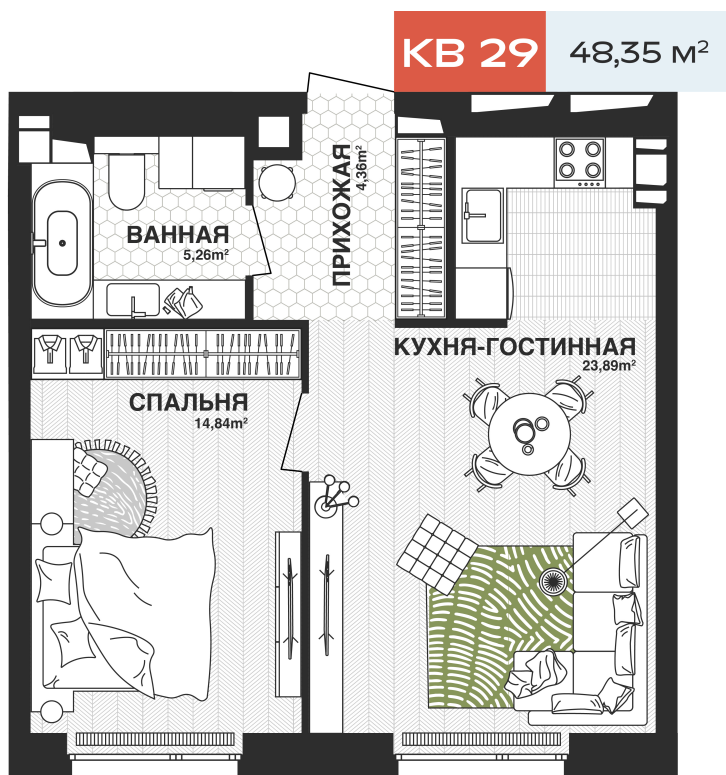 КВ 29
48,35 м²
ПРИХОЖАЯ
4,36m²
ВАННАЯ
5,26m²
КУХНЯ-ГОСТИННАЯ
23,89m²
СПАЛЬНЯ
14,84m²